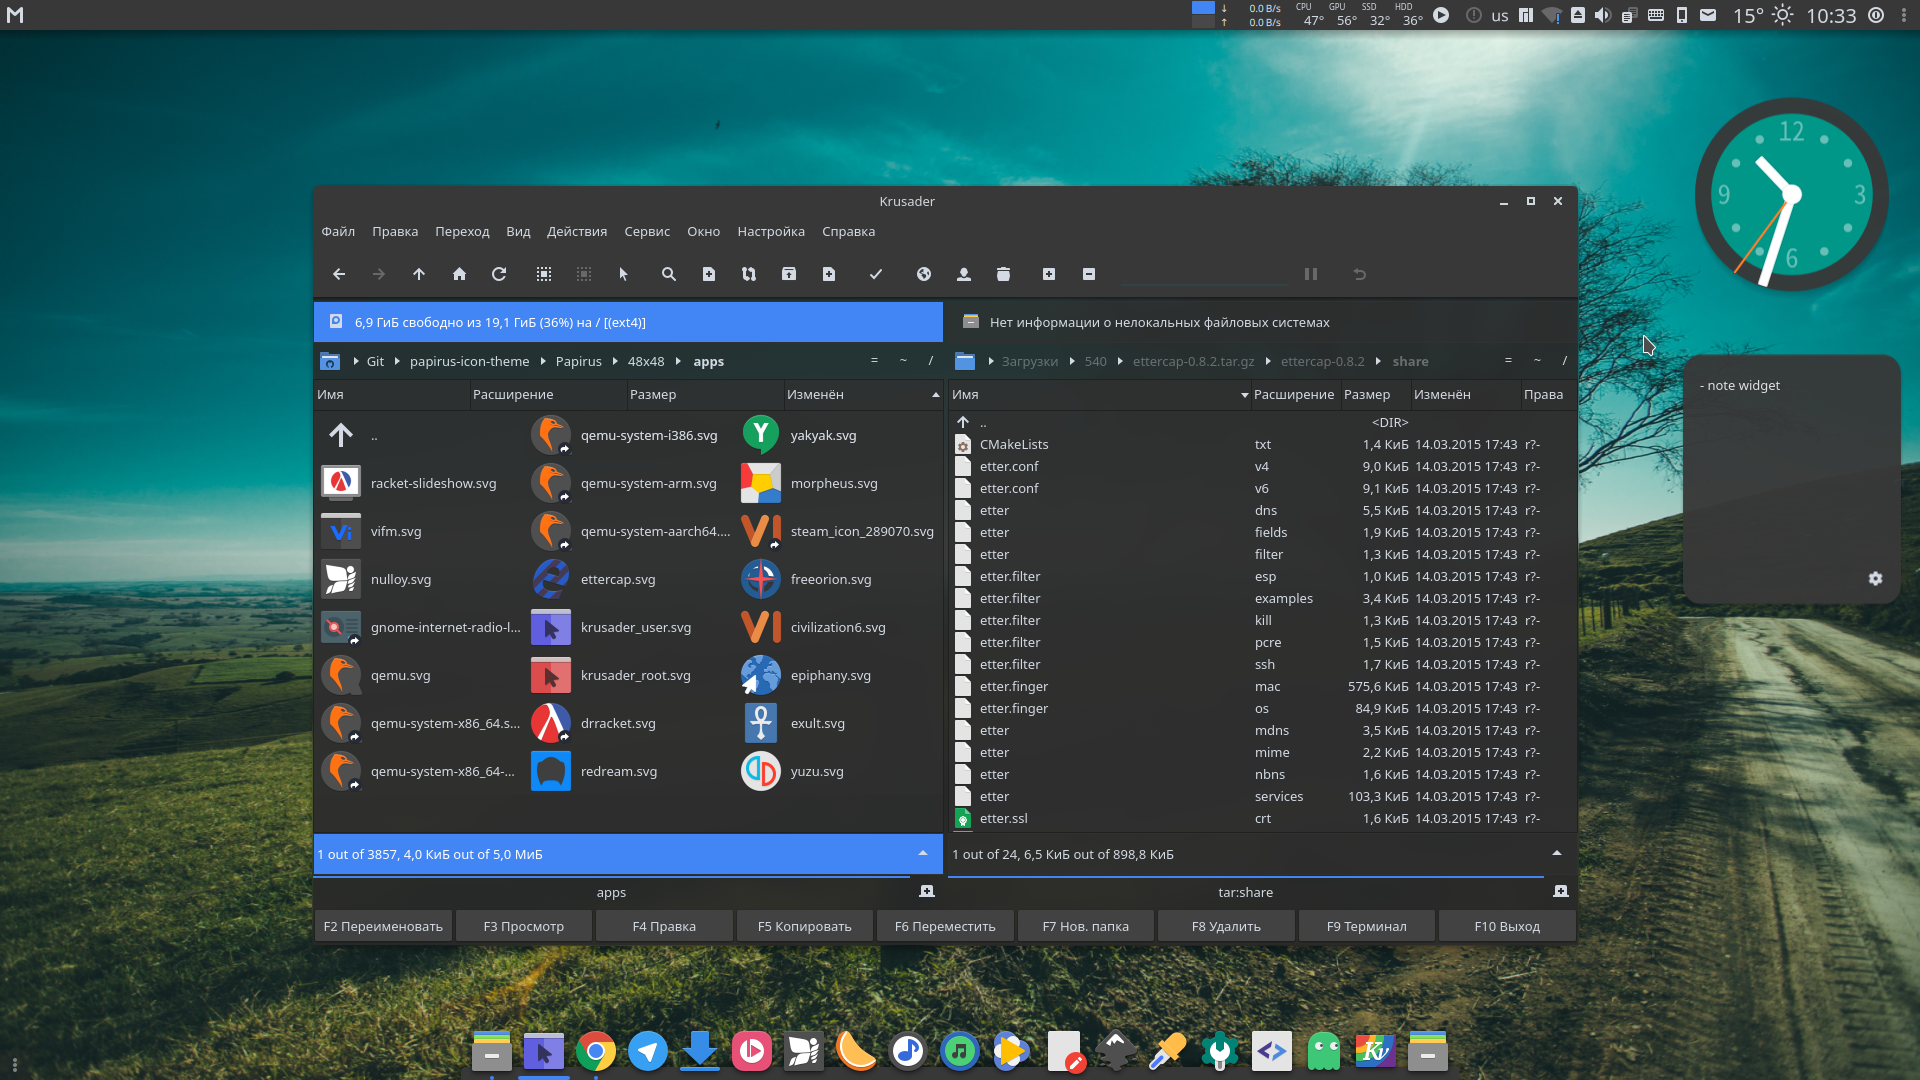 0.0 B/s
0.0 B/s
CPU GPU SSD HDD
47° 56° 32° 36°
us
15°
10:33
Krusader
Файл Правка Переход Вид Действия Сервис Окно Настройка Справка
6,9 ГиБ свободно из 19,1 ГиБ (36%) на / [(ext4)]
Нет информации о нелокальных файловых системах
Git papirus-icon-theme Papirus 48x48 apps = ~ /
Загрузки 540 ettercap-0.8.2.tar.gz ettercap-0.8.2 share = ~ /
Имя Расширение Размер Изменён
..
racket-slideshow.svg
vifm.svg
nulloy.svg
gnome-internet-radio-l...
qemu.svg
qemu-system-x86_64.s...
qemu-system-x86_64-...
qemu-system-i386.svg
qemu-system-arm.svg
qemu-system-aarch64....
ettercap.svg
krusader_user.svg
krusader_root.svg
drracket.svg
redream.svg
yakyak.svg
morpheus.svg
steam_icon_289070.svg
freeorion.svg
civilization6.svg
epiphany.svg
exult.svg
yuzu.svg
Имя Расширение Размер Изменён Права
.. <DIR>
CMakeLists txt 1,4 КиБ 14.03.2015 17:43 r?-
etter.conf v4 9,0 КиБ 14.03.2015 17:43 r?-
etter.conf v6 9,1 КиБ 14.03.2015 17:43 r?-
etter dns 5,5 КиБ 14.03.2015 17:43 r?-
etter fields 1,9 КиБ 14.03.2015 17:43 r?-
etter filter 1,3 КиБ 14.03.2015 17:43 r?-
etter.filter esp 1,0 КиБ 14.03.2015 17:43 r?-
etter.filter examples 3,4 КиБ 14.03.2015 17:43 r?-
etter.filter kill 1,3 КиБ 14.03.2015 17:43 r?-
etter.filter pcre 1,5 КиБ 14.03.2015 17:43 r?-
etter.filter ssh 1,7 КиБ 14.03.2015 17:43 r?-
etter.finger mac 575,6 КиБ 14.03.2015 17:43 r?-
etter.finger os 84,9 КиБ 14.03.2015 17:43 r?-
etter mdns 3,5 КиБ 14.03.2015 17:43 r?-
etter mime 2,2 КиБ 14.03.2015 17:43 r?-
etter nbns 1,6 КиБ 14.03.2015 17:43 r?-
etter services 103,3 КиБ 14.03.2015 17:43 r?-
etter.ssl crt 1,6 КиБ 14.03.2015 17:43 r?-
1 out of 3857, 4,0 КиБ out of 5,0 МиБ
1 out of 24, 6,5 КиБ out of 898,8 КиБ
apps
tar:share
F2 Переименовать F3 Просмотр F4 Правка F5 Копировать F6 Переместить F7 Нов. папка F8 Удалить F9 Терминал F10 Выход
12
3
6
9
- note widget
Vi
Y
Kv